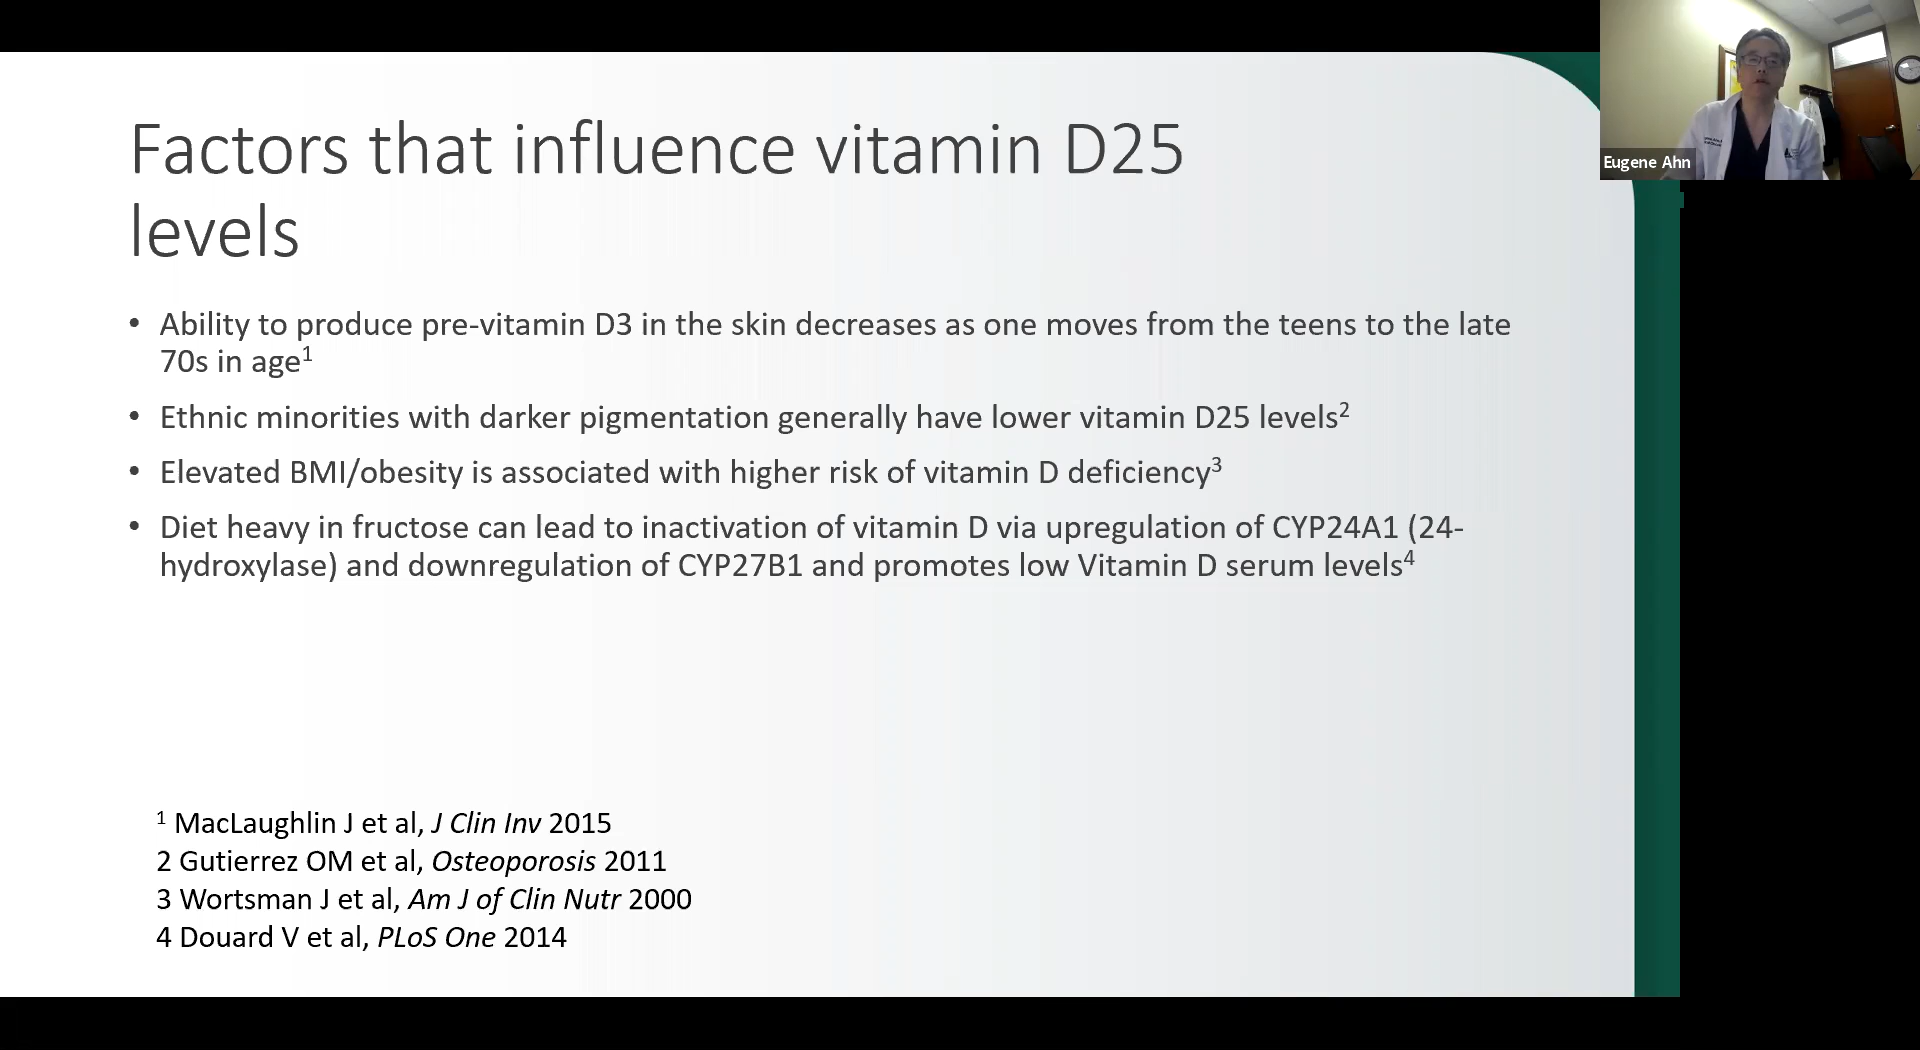 Factors that influence vitamin D25
levels
• Ability to produce pre-vitamin D3 in the skin decreases as one moves from the teens to the late
70s in age¹
• Ethnic minorities with darker pigmentation generally have lower vitamin D25 levels²
• Elevated BMI/obesity is associated with higher risk of vitamin D deficiency³
• Diet heavy in fructose can lead to inactivation of vitamin D via upregulation of CYP24A1 (24-
hydroxylase) and downregulation of CYP27B1 and promotes low Vitamin D serum levels⁴
¹ MacLaughlin J et al, J Clin Inv 2015
2 Gutierrez OM et al, Osteoporosis 2011
3 Wortsman J et al, Am J of Clin Nutr 2000
4 Douard V et al, PLoS One 2014
Eugene Ahn